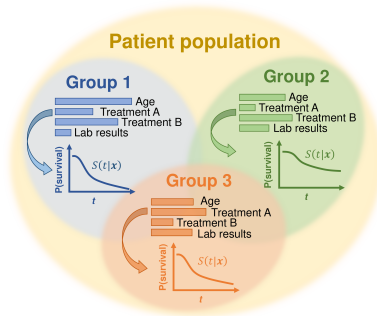 Patient population
Group 1
Age
Treatment A
Treatment B
Lab results
P(survival)
S(t|x)
t
Group 2
Age
Treatment A
Treatment B
Lab results
P(survival)
S(t|x)
t
Group 3
Age
Treatment A
Treatment B
Lab results
P(survival)
S(t|x)
t